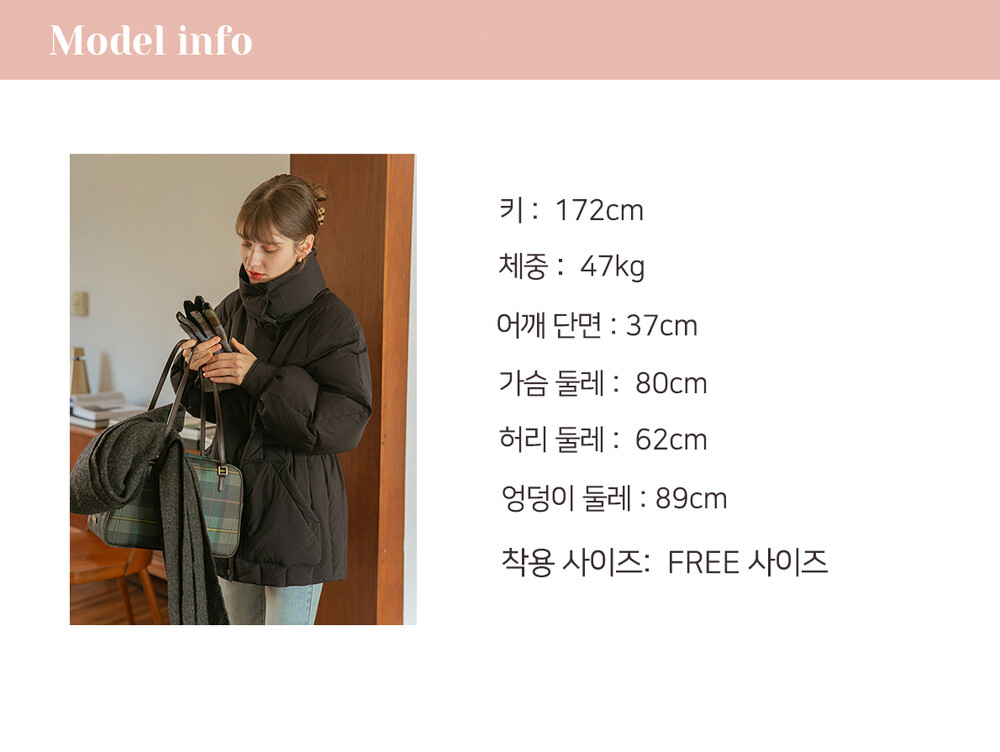 Model info
키 : 172cm
체중 : 47kg
어깨 단면 : 37cm
가슴 둘레 : 80cm
허리 둘레 : 62cm
엉덩이 둘레 : 89cm
착용 사이즈: FREE 사이즈